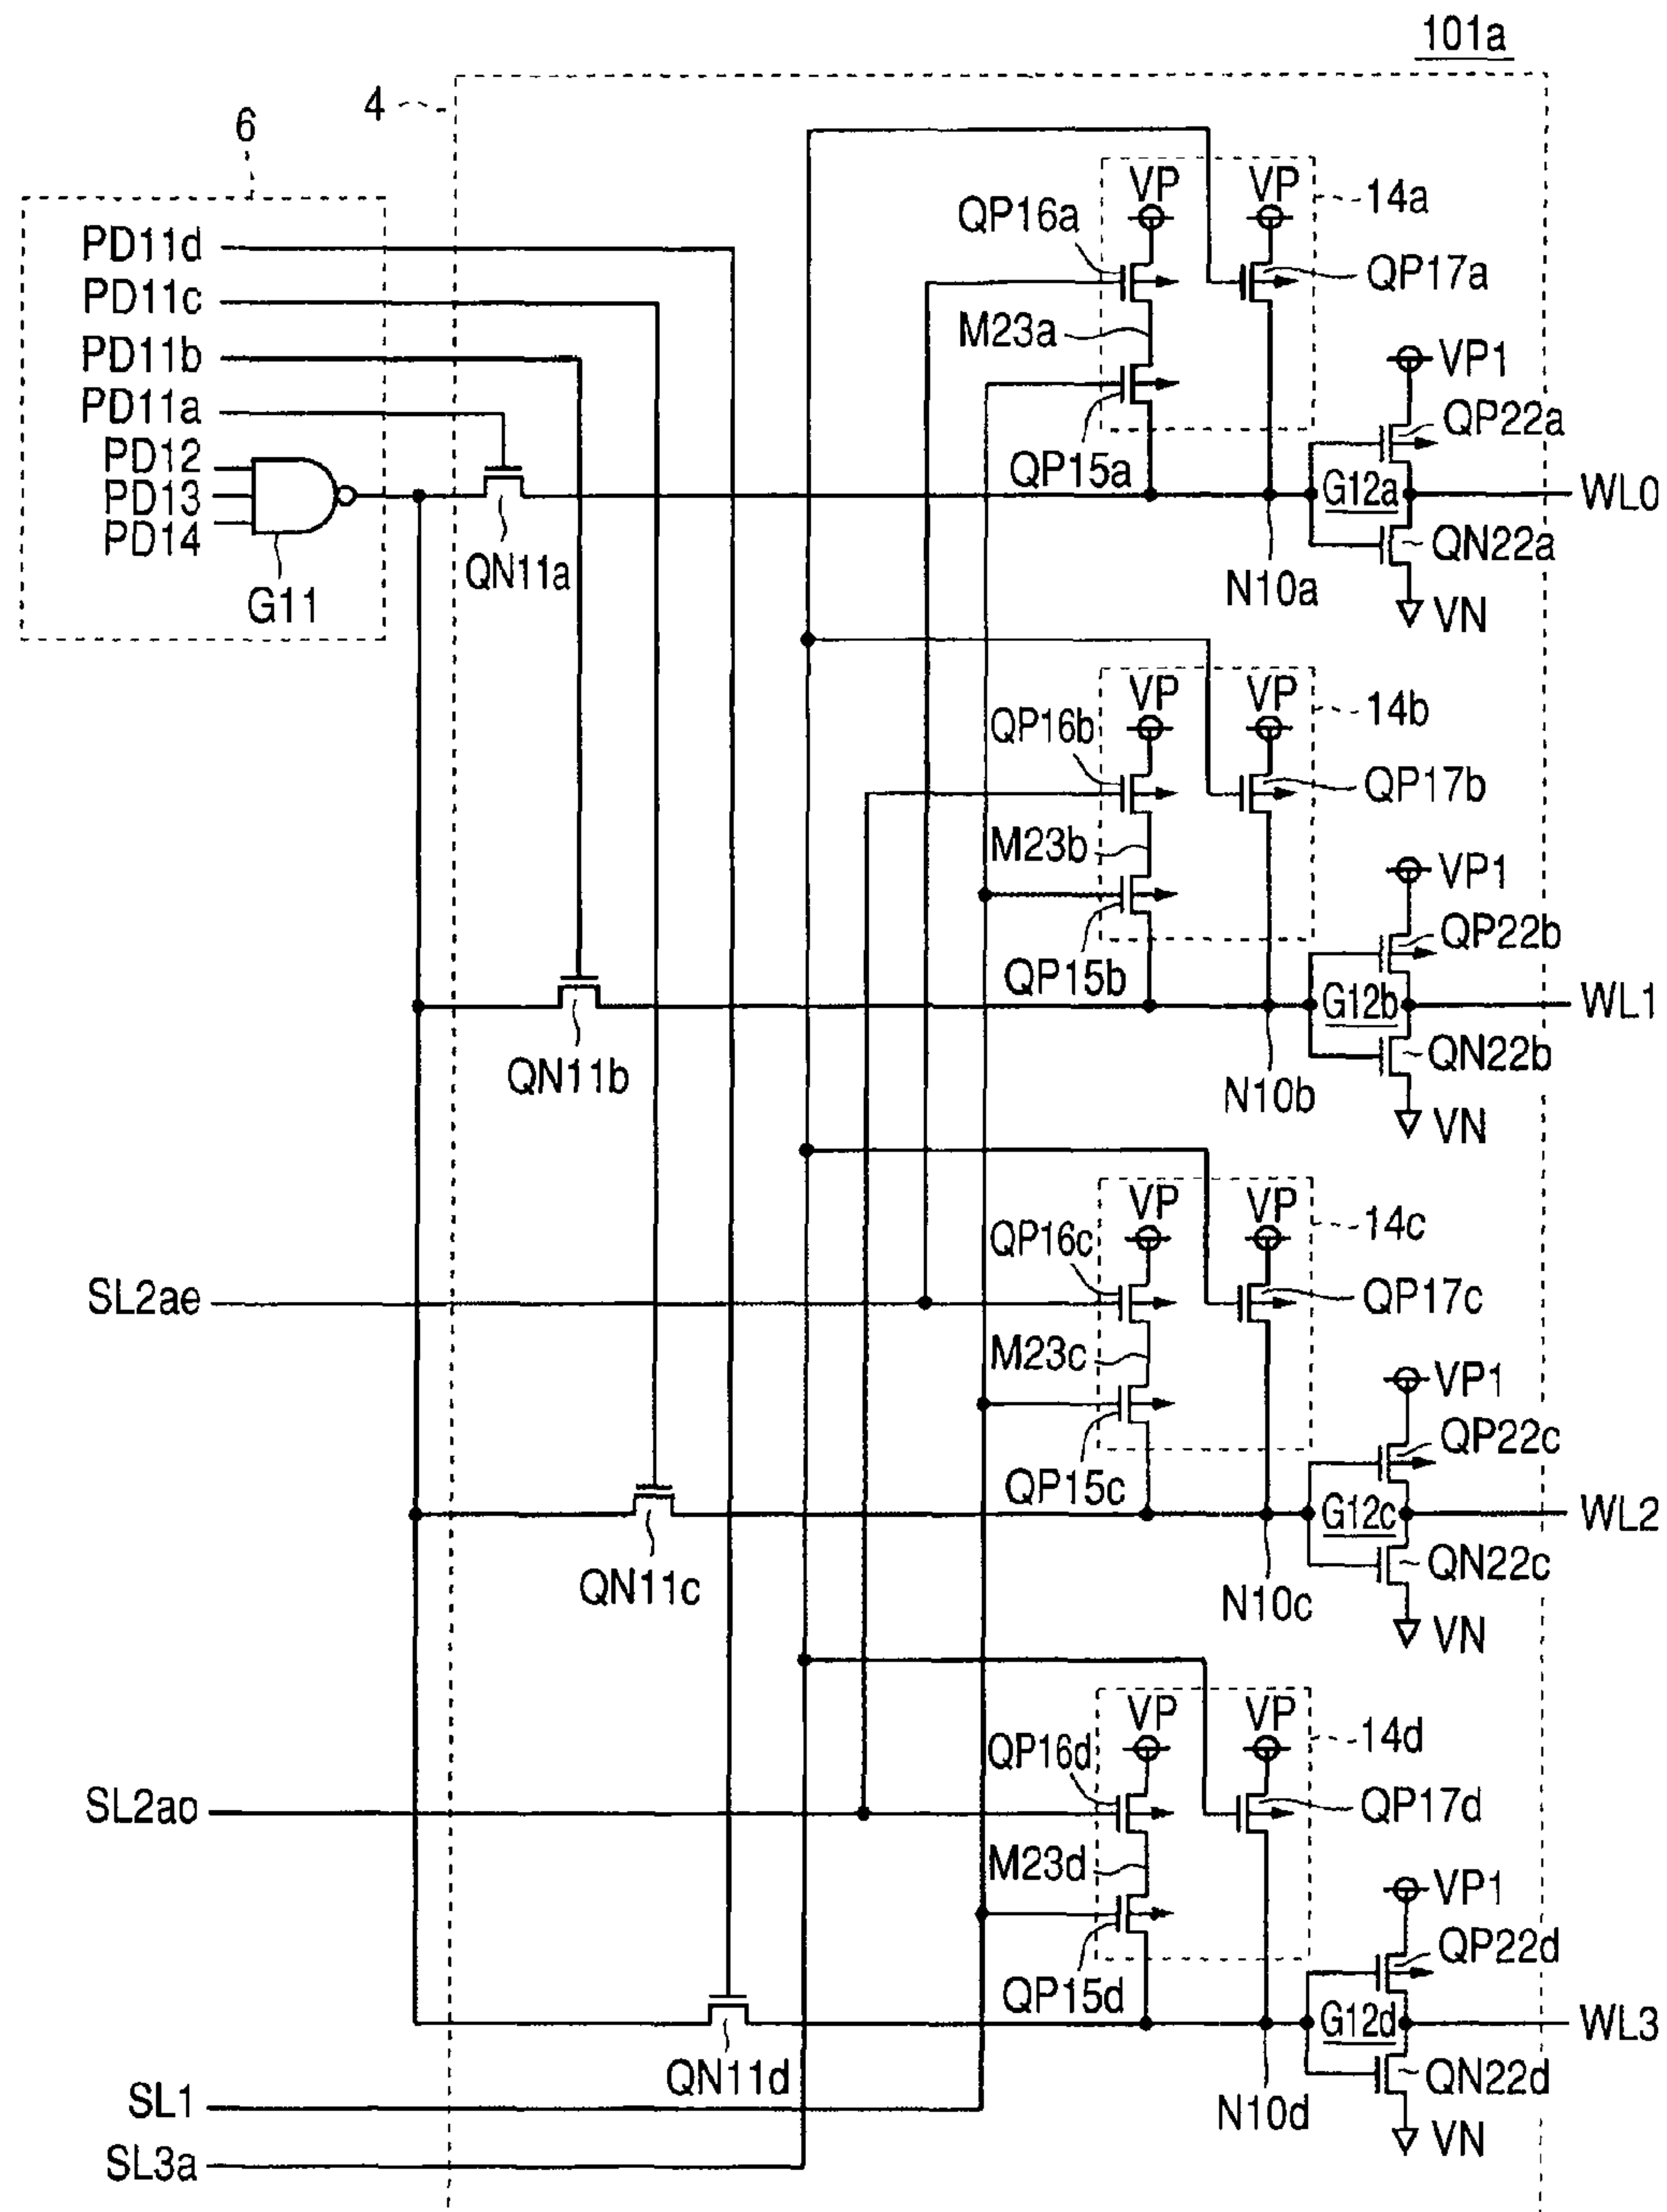 101a
4
6
PD11d
PD11c
PD11b
PD11a
PD12
PD13
PD14
G11
QN11a
VP VP
14a
QP16a
QP17a
M23a
QP15a
VP1
QP22a
G12a
WL0
QN22a
N10a
VN
VP VP
14b
QP16b
QP17b
M23b
QP15b
VP1
QP22b
G12b
WL1
QN11b
QN22b
N10b
VN
VP VP
14c
QP16c
SL2ae
QP17c
M23c
QP15c
VP1
QP22c
G12c
WL2
QN11c
QN22c
N10c
VN
VP VP
14d
QP16d
SL2ao
QP17d
M23d
QP15d
VP1
QP22d
G12d
WL3
QN11d
QN22d
N10d
VN
SL1
SL3a